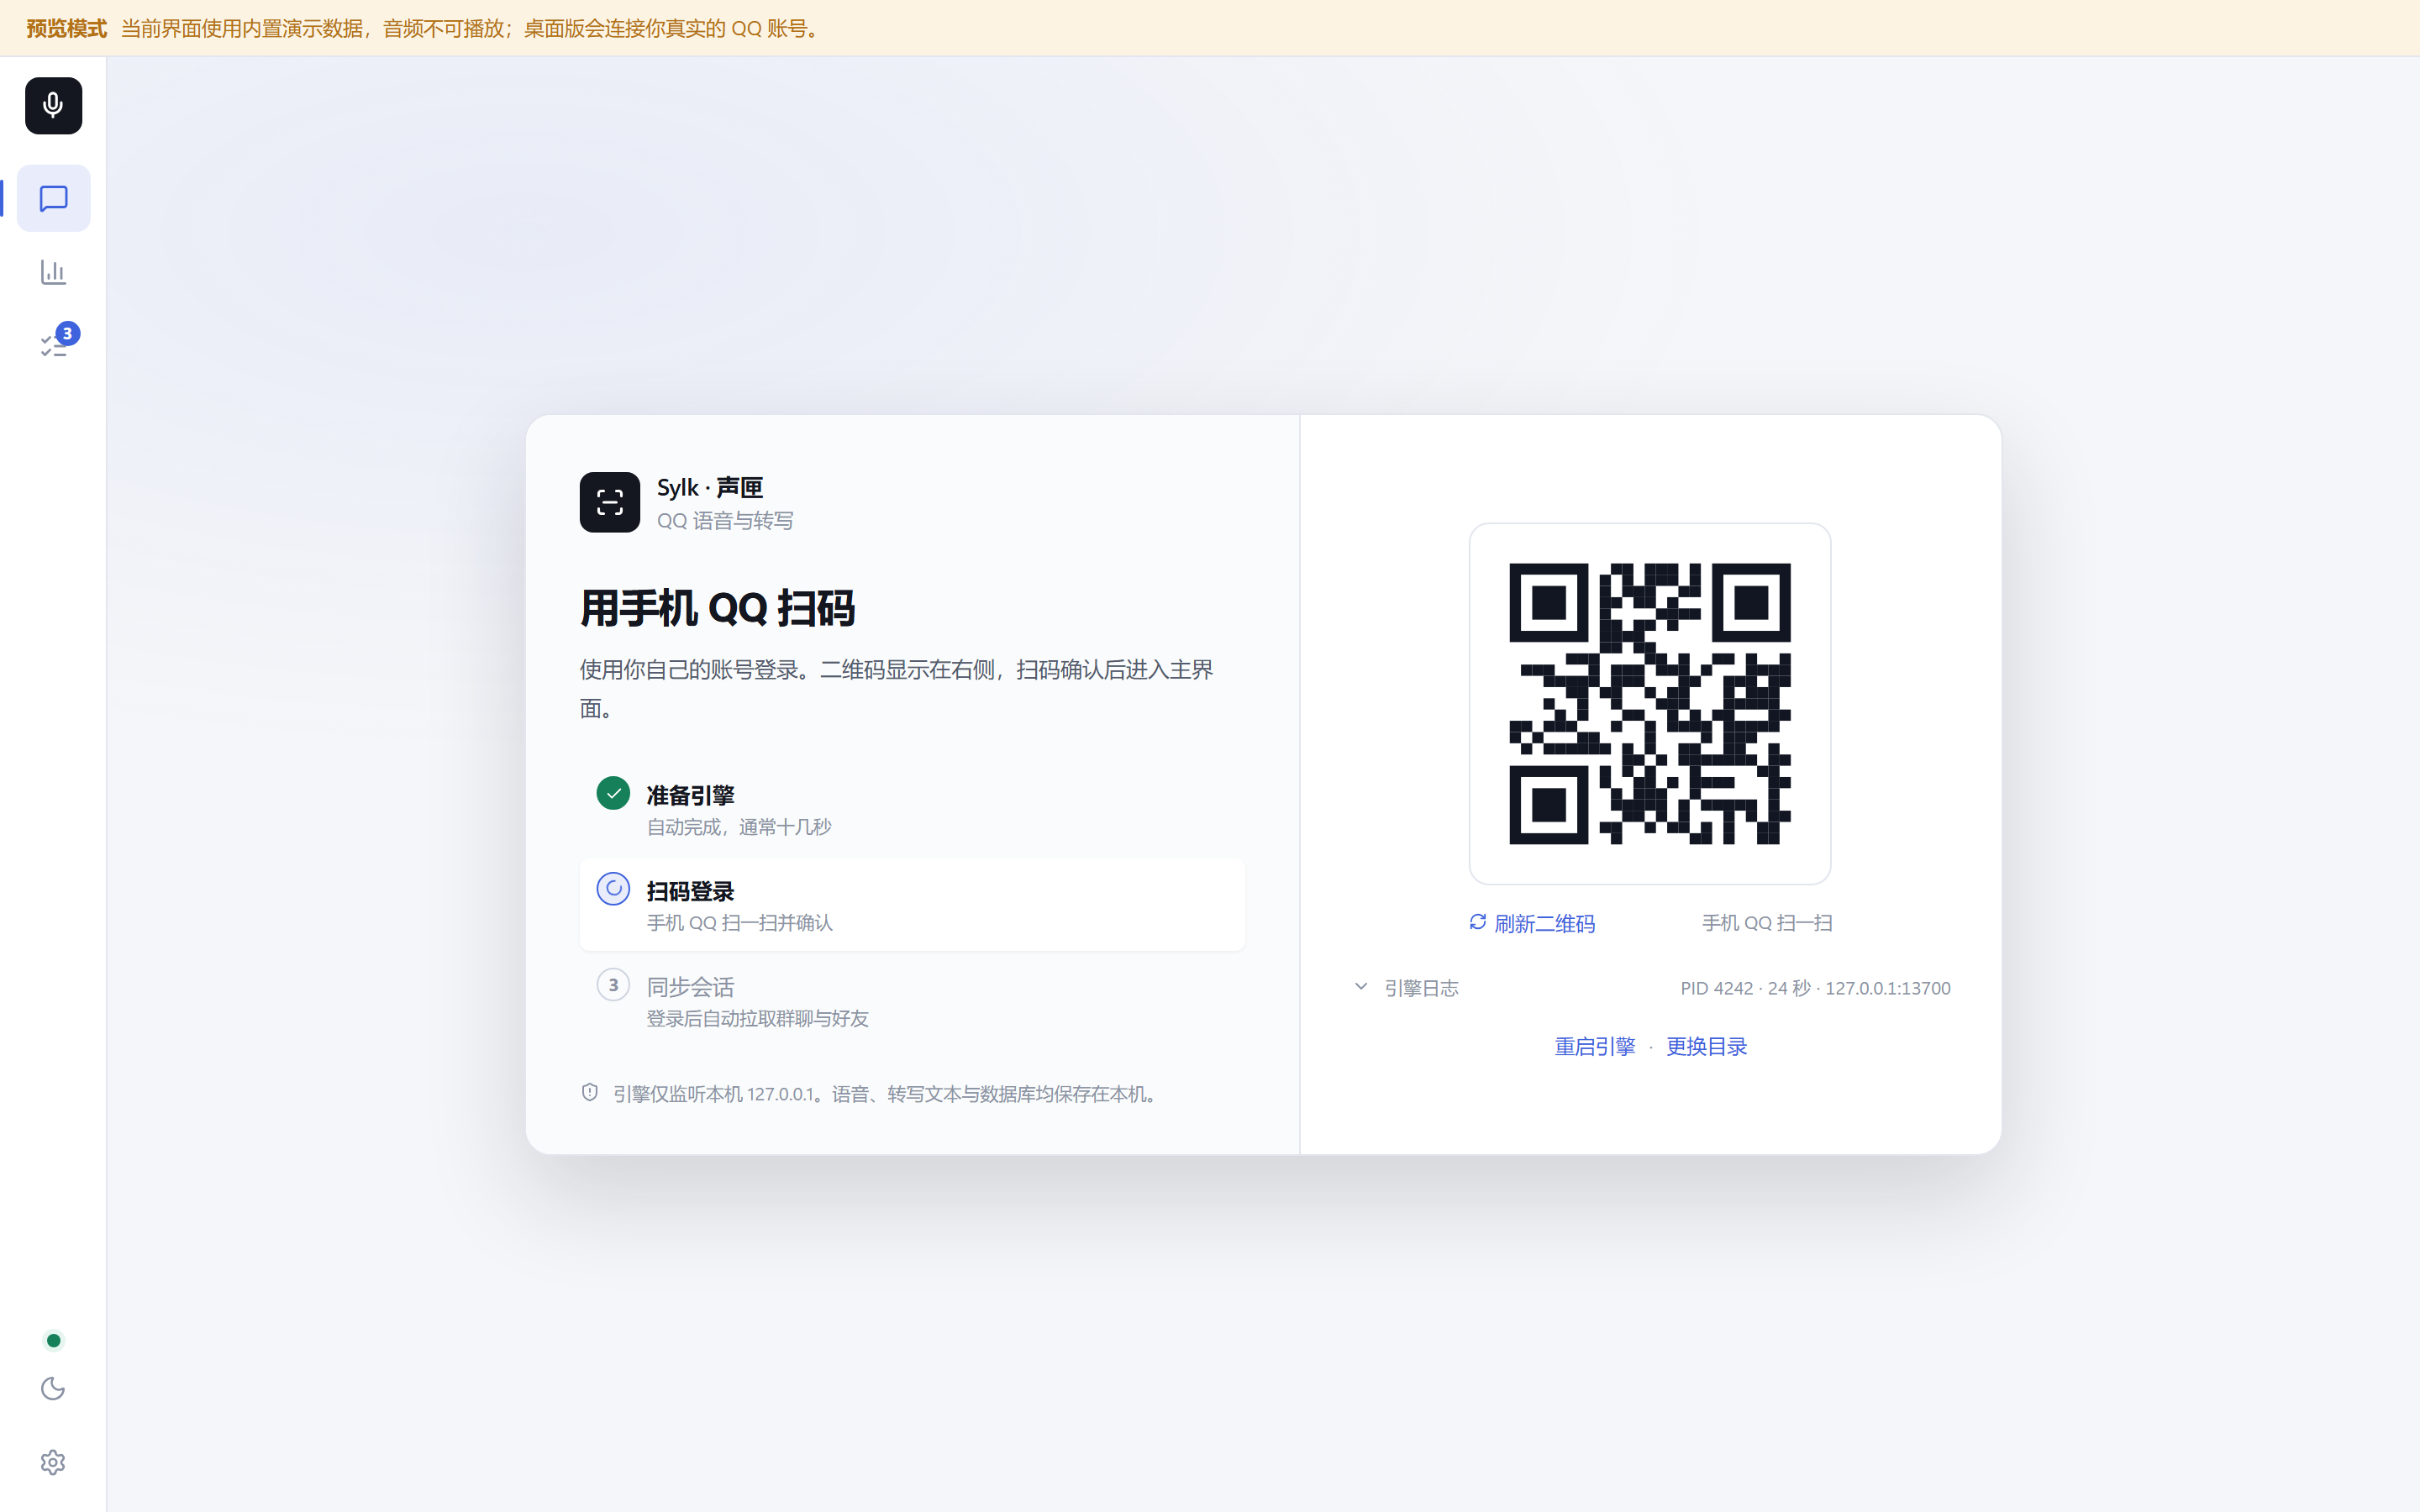 预览模式 当前界面使用内置演示数据，音频不可播放；桌面版会连接你真实的 QQ 账号。
3
Sylk · 声匣
QQ 语音与转写
用手机 QQ 扫码
使用你自己的账号登录。二维码显示在右侧，扫码确认后进入主界
面。
准备引擎
自动完成，通常十几秒
扫码登录
手机 QQ 扫一扫并确认
3
同步会话
登录后自动拉取群聊与好友
引擎仅监听本机 127.0.0.1。语音、转写文本与数据库均保存在本机。
刷新二维码
手机 QQ 扫一扫
引擎日志
PID 4242 · 24 秒 · 127.0.0.1:13700
重启引擎 · 更换目录